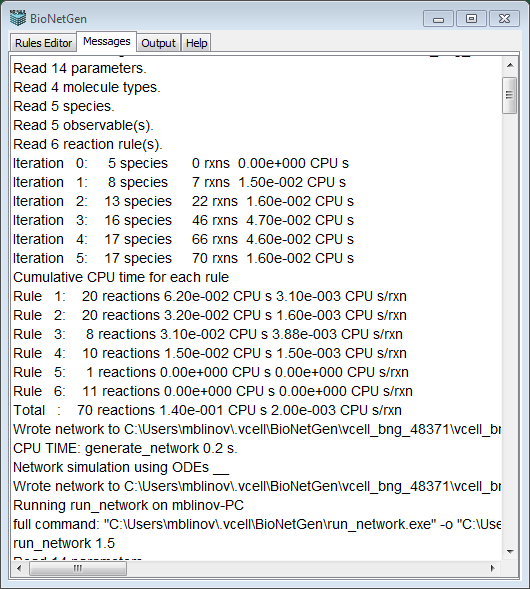 BioNetGen
Rules Editor Messages Output Help
Read 14 parameters.
Read 4 molecule types.
Read 5 species.
Read 5 observable(s).
Read 6 reaction rule(s).
Iteration 0: 5 species 0 rxns 0.00e+000 CPU s
Iteration 1: 8 species 7 rxns 1.50e-002 CPU s
Iteration 2: 13 species 22 rxns 1.60e-002 CPU s
Iteration 3: 16 species 46 rxns 4.70e-002 CPU s
Iteration 4: 17 species 66 rxns 4.60e-002 CPU s
Iteration 5: 17 species 70 rxns 1.60e-002 CPU s
Cumulative CPU time for each rule
Rule 1: 20 reactions 6.20e-002 CPU s 3.10e-003 CPU s/rxn
Rule 2: 20 reactions 3.20e-002 CPU s 1.60e-003 CPU s/rxn
Rule 3: 8 reactions 3.10e-002 CPU s 3.88e-003 CPU s/rxn
Rule 4: 10 reactions 1.50e-002 CPU s 1.50e-003 CPU s/rxn
Rule 5: 1 reactions 0.00e+000 CPU s 0.00e+000 CPU s/rxn
Rule 6: 11 reactions 0.00e+000 CPU s 0.00e+000 CPU s/rxn
Total : 70 reactions 1.40e-001 CPU s 2.00e-003 CPU s/rxn
Wrote network to C:\Users\mblinov\.vcell\BioNetGen\vcell_bng_48371\vcell_bn
CPU TIME: generate_network 0.2 s.
Network simulation using ODEs __
Wrote network to C:\Users\mblinov\.vcell\BioNetGen\vcell_bng_48371\vcell_bn
Running run_network on mblinov-PC
full command: "C:\Users\mblinov\.vcell\BioNetGen\run_network.exe" -o "C:\Use
run_network 1.5
Read 14 parameters